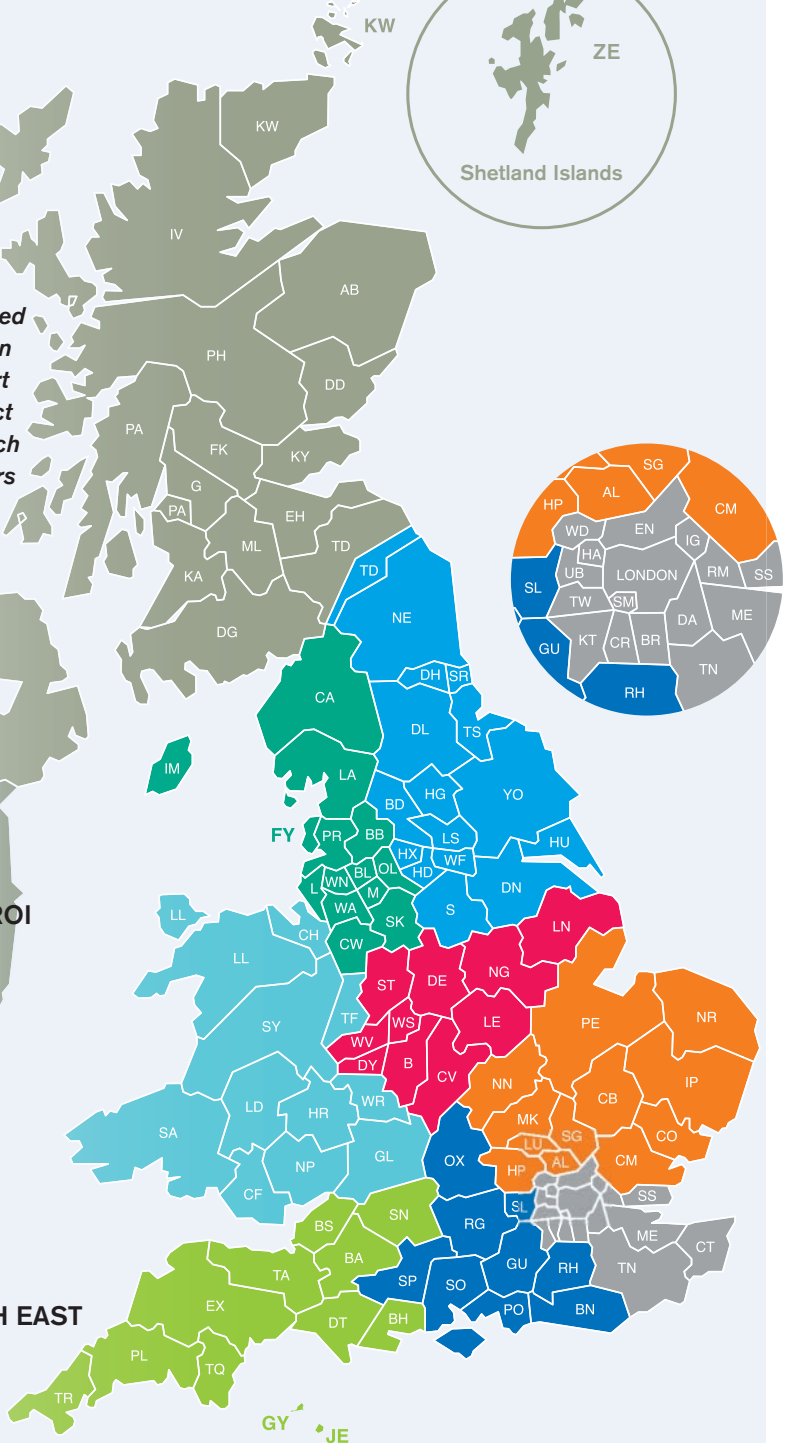 KW
ZE
KW
Shetland Islands
IV
AB
ed
n
PH
rt
DD
ct
PA
ch
FK
KY
SG
rs
G
AL
HP
CM
PA
EH
WD
EN
IG
ML
TD
HA
TD
UB
LONDON
RM
SS
KA
SL
TW
SM
NE
ME
DA
DG
KT
CR
BR
GU
TN
DH
SR
RH
CA
DL
TS
IM
LA
HG
YO
BD
FY
PR
BB
LS
HU
HX
WF
OL
BL
HD
WN
L
M
DN
WA
S
ROI
LL
SK
LN
CH
CW
LL
NG
DE
ST
TF
WS
LE
PE
NR
SY
WV
DY
B
CV
NN
IP
WR
CB
LD
HR
MK
SA
CO
SG
LU
GL
OX
CM
AL
NP
HP
CF
SS
SL
SN
BS
RG
ME
CT
BA
GU
RH
TN
TA
SP
SO
EX
PO
BN
H EAST
DT
BH
PL
TQ
TR
GY
JE